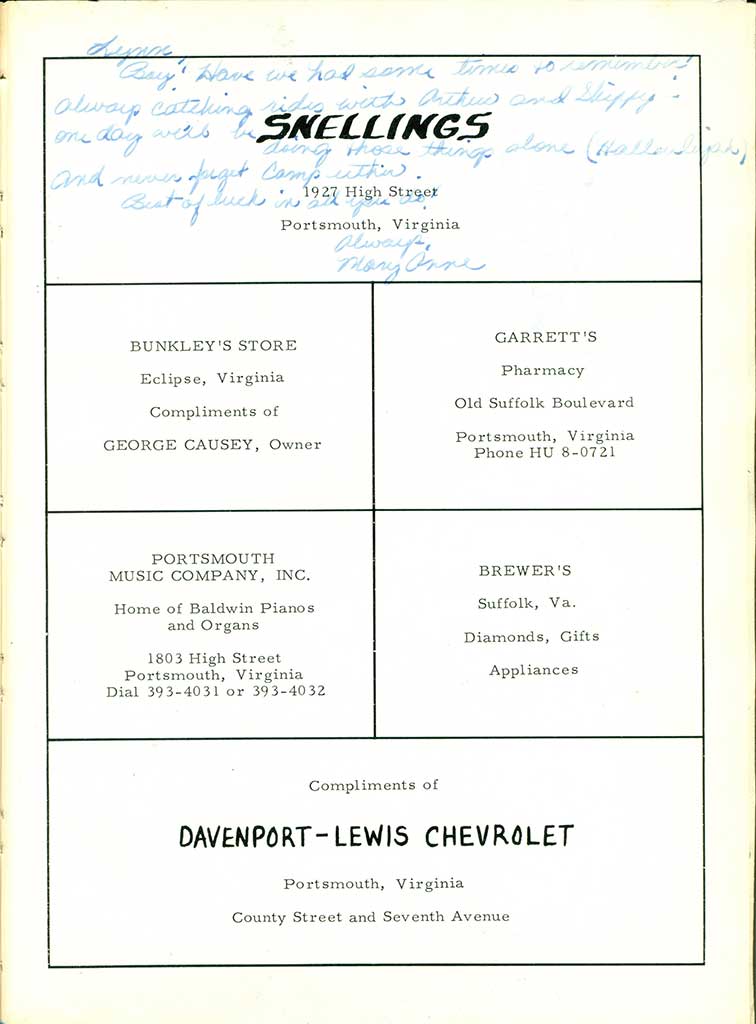 Lynn,
Boy! Have we had some times to remember!
Always catching rides with Arthur and Skippy -
one day we'll be doing those things alone (Hallaulijah)
And never forget Camp
Best of luck in all you do!
Always,
Mary Anne
SNELLINGS
1927 High Street
Portsmouth, Virginia
BUNKLEY'S STORE
Eclipse, Virginia
Compliments of
GEORGE CAUSEY, Owner
GARRETT'S
Pharmacy
Old Suffolk Boulevard
Portsmouth, Virginia
Phone HU 8-0721
PORTSMOUTH
MUSIC COMPANY, INC.
Home of Baldwin Pianos
and Organs
1803 High Street
Portsmouth, Virginia
Dial 393-4031 or 393-4032
BREWER'S
Suffolk, Va.
Diamonds, Gifts
Appliances
Compliments of
DAVENPORT-LEWIS CHEVROLET
Portsmouth, Virginia
County Street and Seventh Avenue